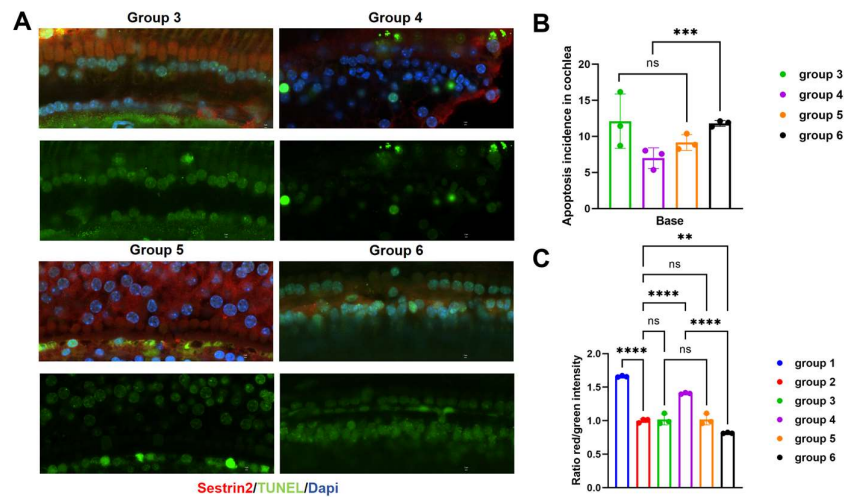 A
Group 3
Group 4
Group 5
Group 6
Sestrin2/TUNEL/Dapi
B
Apoptosis incidence in cochlea
20
15
10
5
0
ns
***
Base
group 3
group 4
group 5
group 6
C
Ratio red/green intensity
2.0
1.5
1.0
0.5
0.0
**
ns
****
ns
****
****
ns
group 1
group 2
group 3
group 4
group 5
group 6